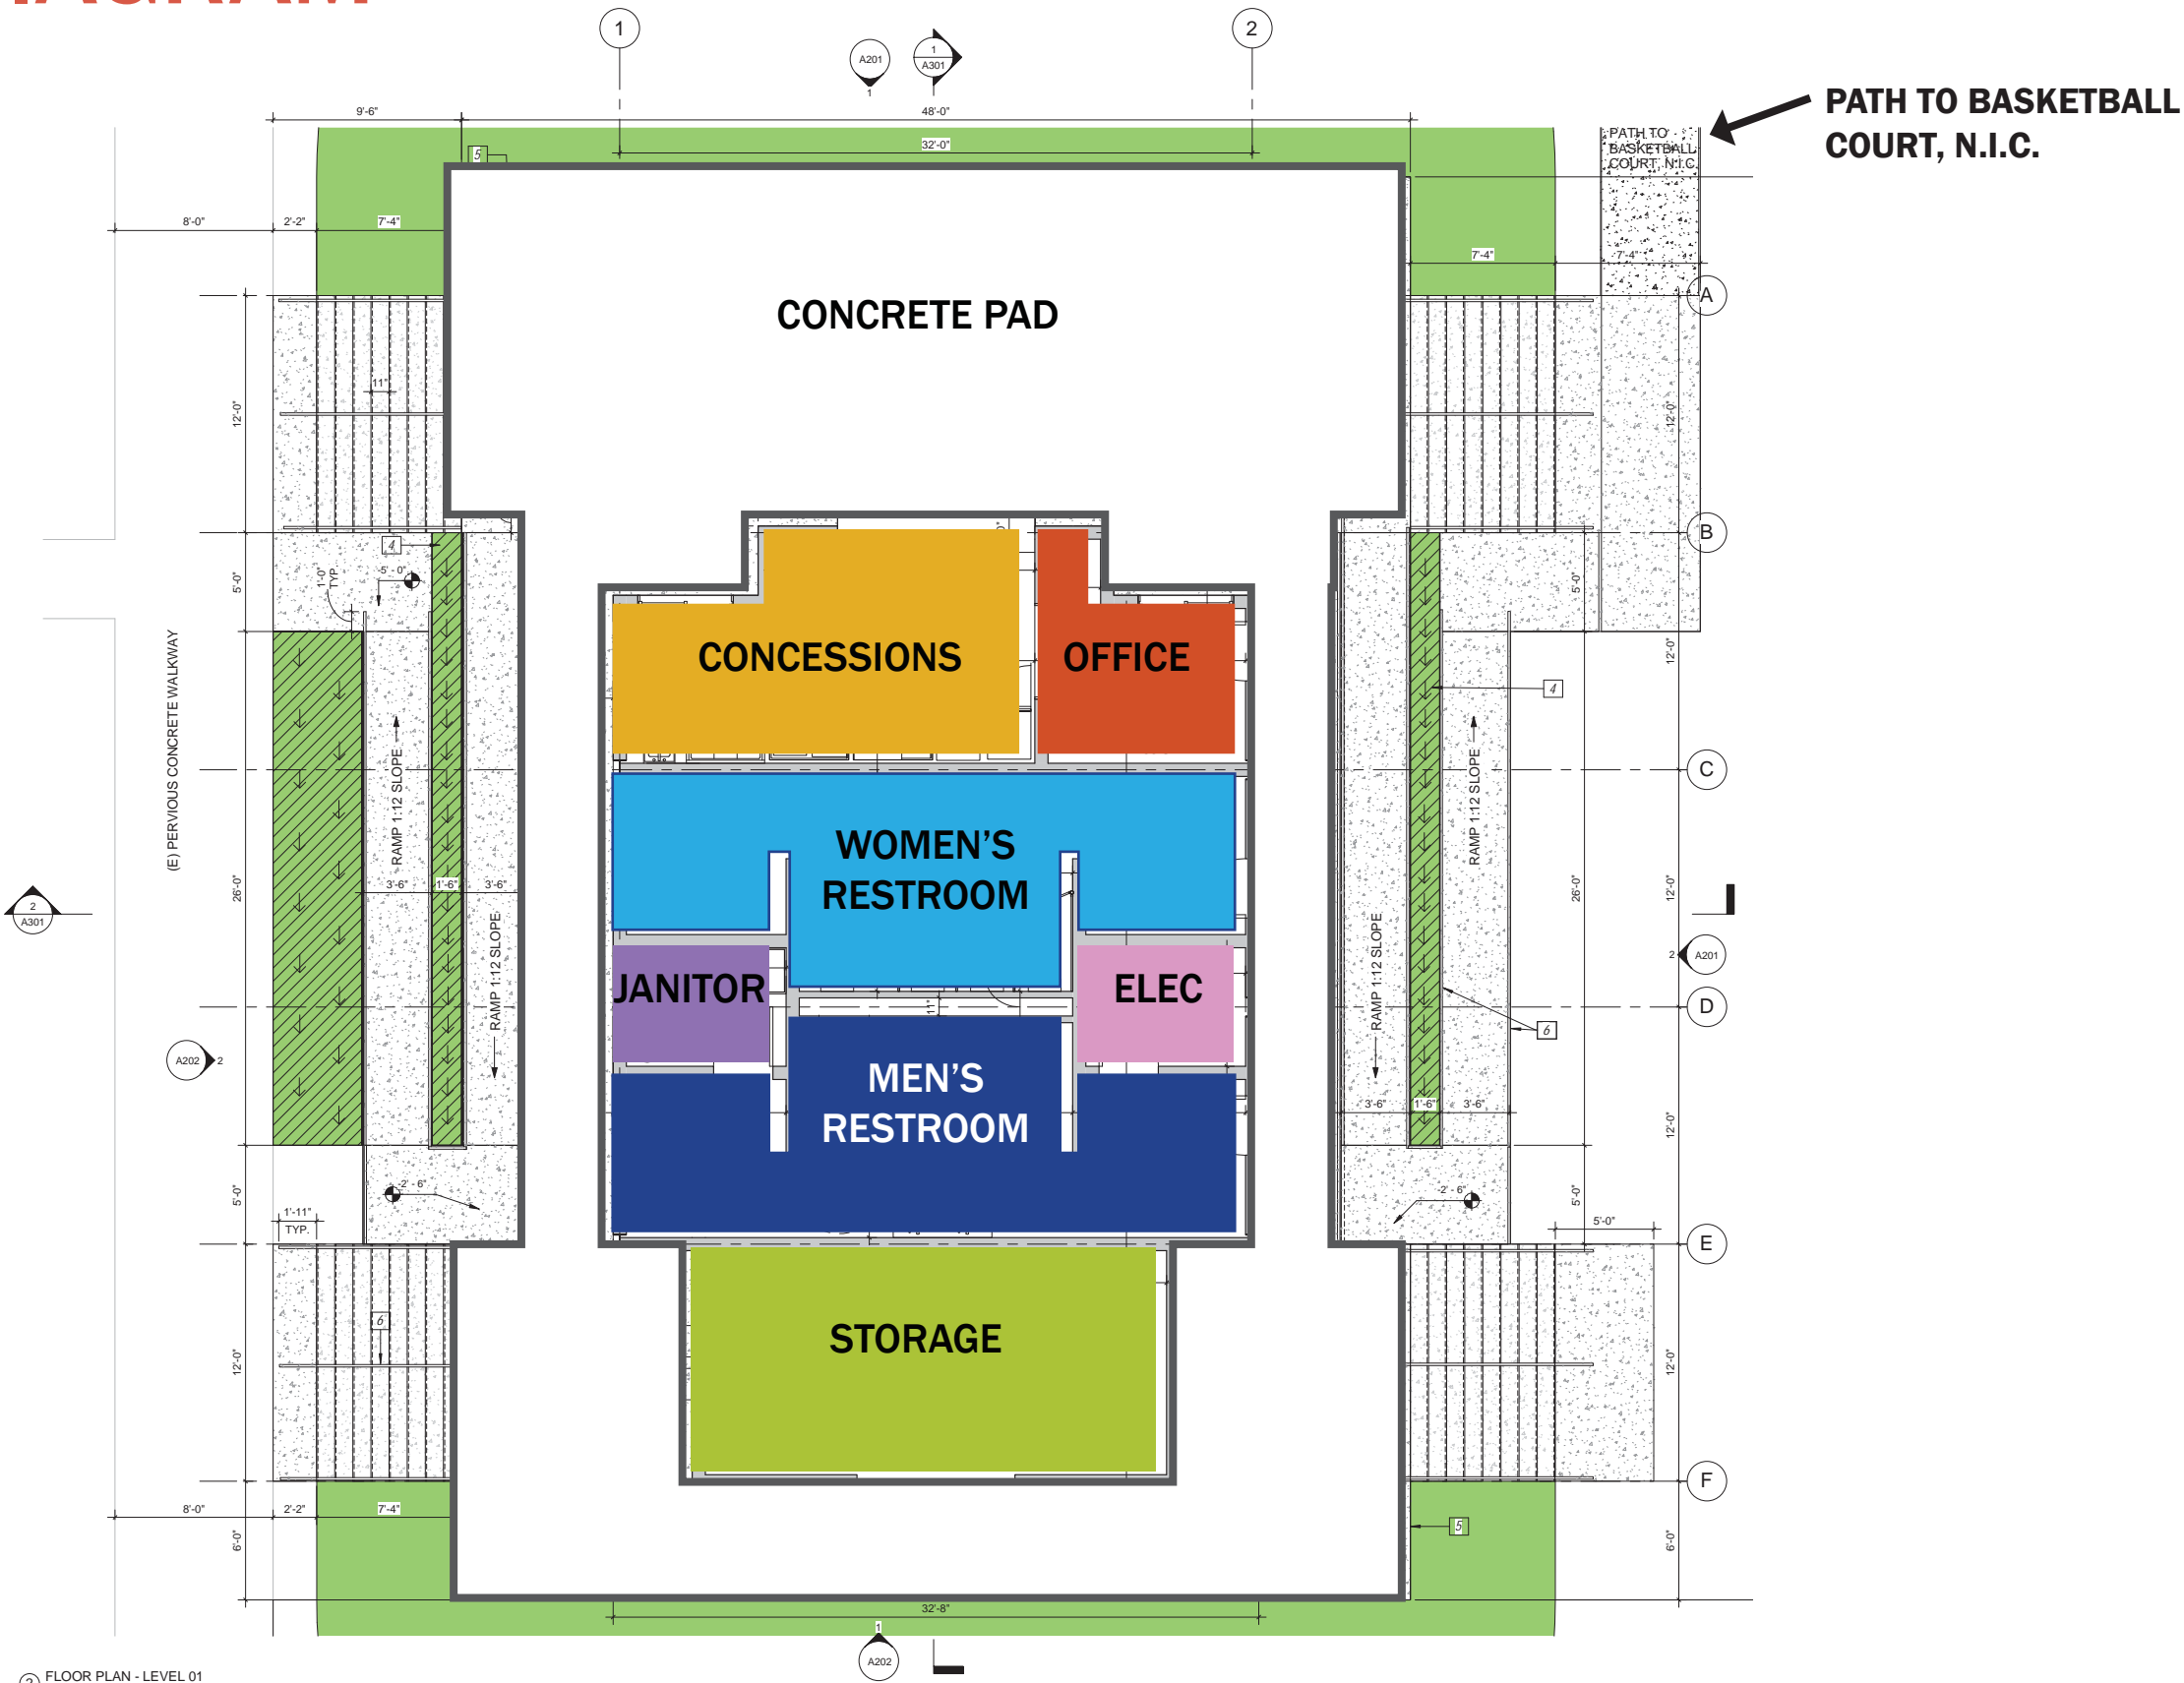 1
2
A201
1
1
A301
9'-6"
48'-0"
PATH TO BASKETBALL
COURT, N.I.C.
PATH TO
BASKETBALL
COURT, N.I.C.
5
32'-0"
8'-0"
2'-2"
7'-4"
7'-4"
7'-4"
A
CONCRETE PAD
11"
12'-0"
12'-0"
B
4
1'-0"
TYP.
-5' - 0"
5'-0"
5'-0"
(E) PERVIOUS CONCRETE WALKWAY
CONCESSIONS
OFFICE
12'-0"
4
C
RAMP 1:12 SLOPE
RAMP 1:12 SLOPE
WOMEN'S
RESTROOM
26'-0"
3'-6"
1'-6"
3'-6"
26'-0"
12'-0"
2
A301
RAMP 1:12 SLOPE
RAMP 1:12 SLOPE
2
A201
JANITOR
ELEC
11"
D
6
A202
2
MEN'S
RESTROOM
3'-6"
1'-6"
3'-6"
12'-0"
-2' - 6"
-2' - 6"
5'-0"
5'-0"
1'-11"
TYP.
5'-0"
E
6
STORAGE
12'-0"
12'-0"
F
8'-0"
2'-2"
7'-4"
5
6'-0"
6'-0"
32'-8"
1
A202
FLOOR PLAN - LEVEL 01